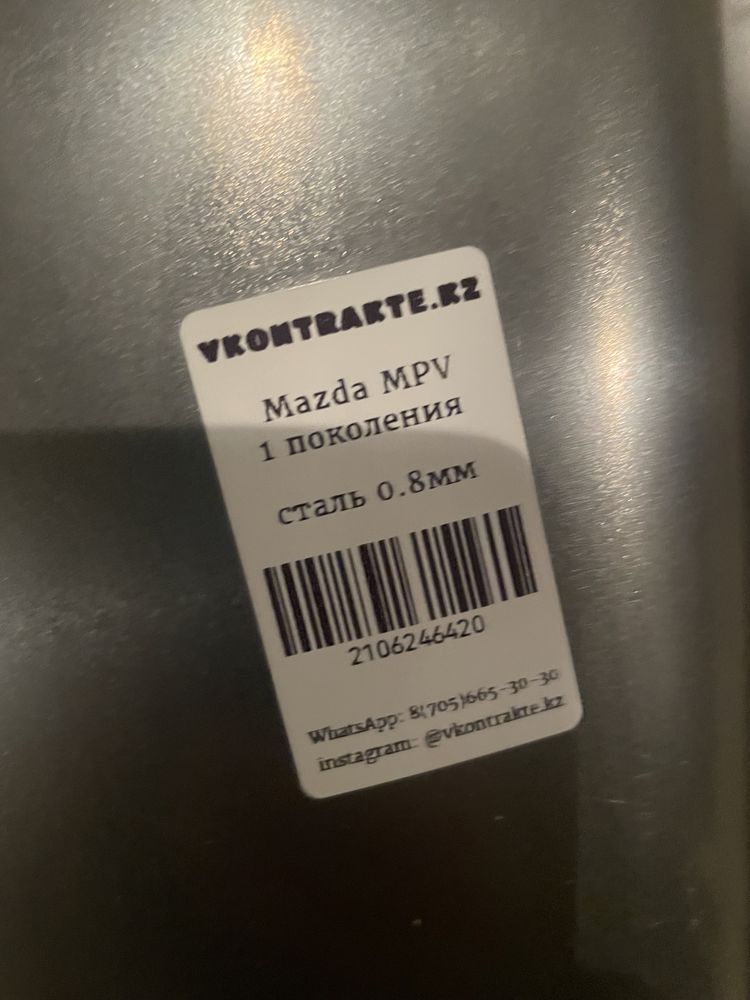 VKONTRAKTE.KZ
Mazda MPV
1 поколения
сталь 0.8мм
2106246420
WhatsApp: 8(705)665-30-30
instagram: @vkontrakte.kz